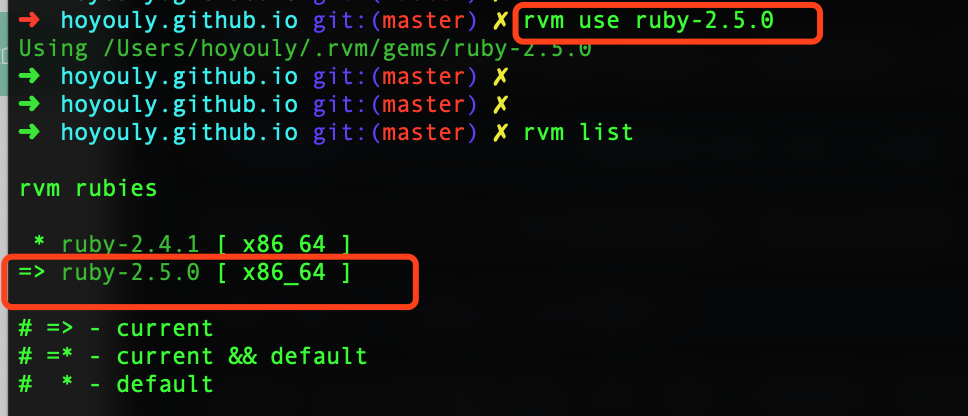 ➜ hoyouly.github.io git:(master) ✗ rvm use ruby-2.5.0
Using /Users/hoyouly/.rvm/gems/ruby-2.5.0
➜ hoyouly.github.io git:(master) ✗
➜ hoyouly.github.io git:(master) ✗
➜ hoyouly.github.io git:(master) ✗ rvm list
rvm rubies
* ruby-2.4.1 [ x86_64 ]
=> ruby-2.5.0 [ x86_64 ]
# => - current
# =* - current && default
#  * - default